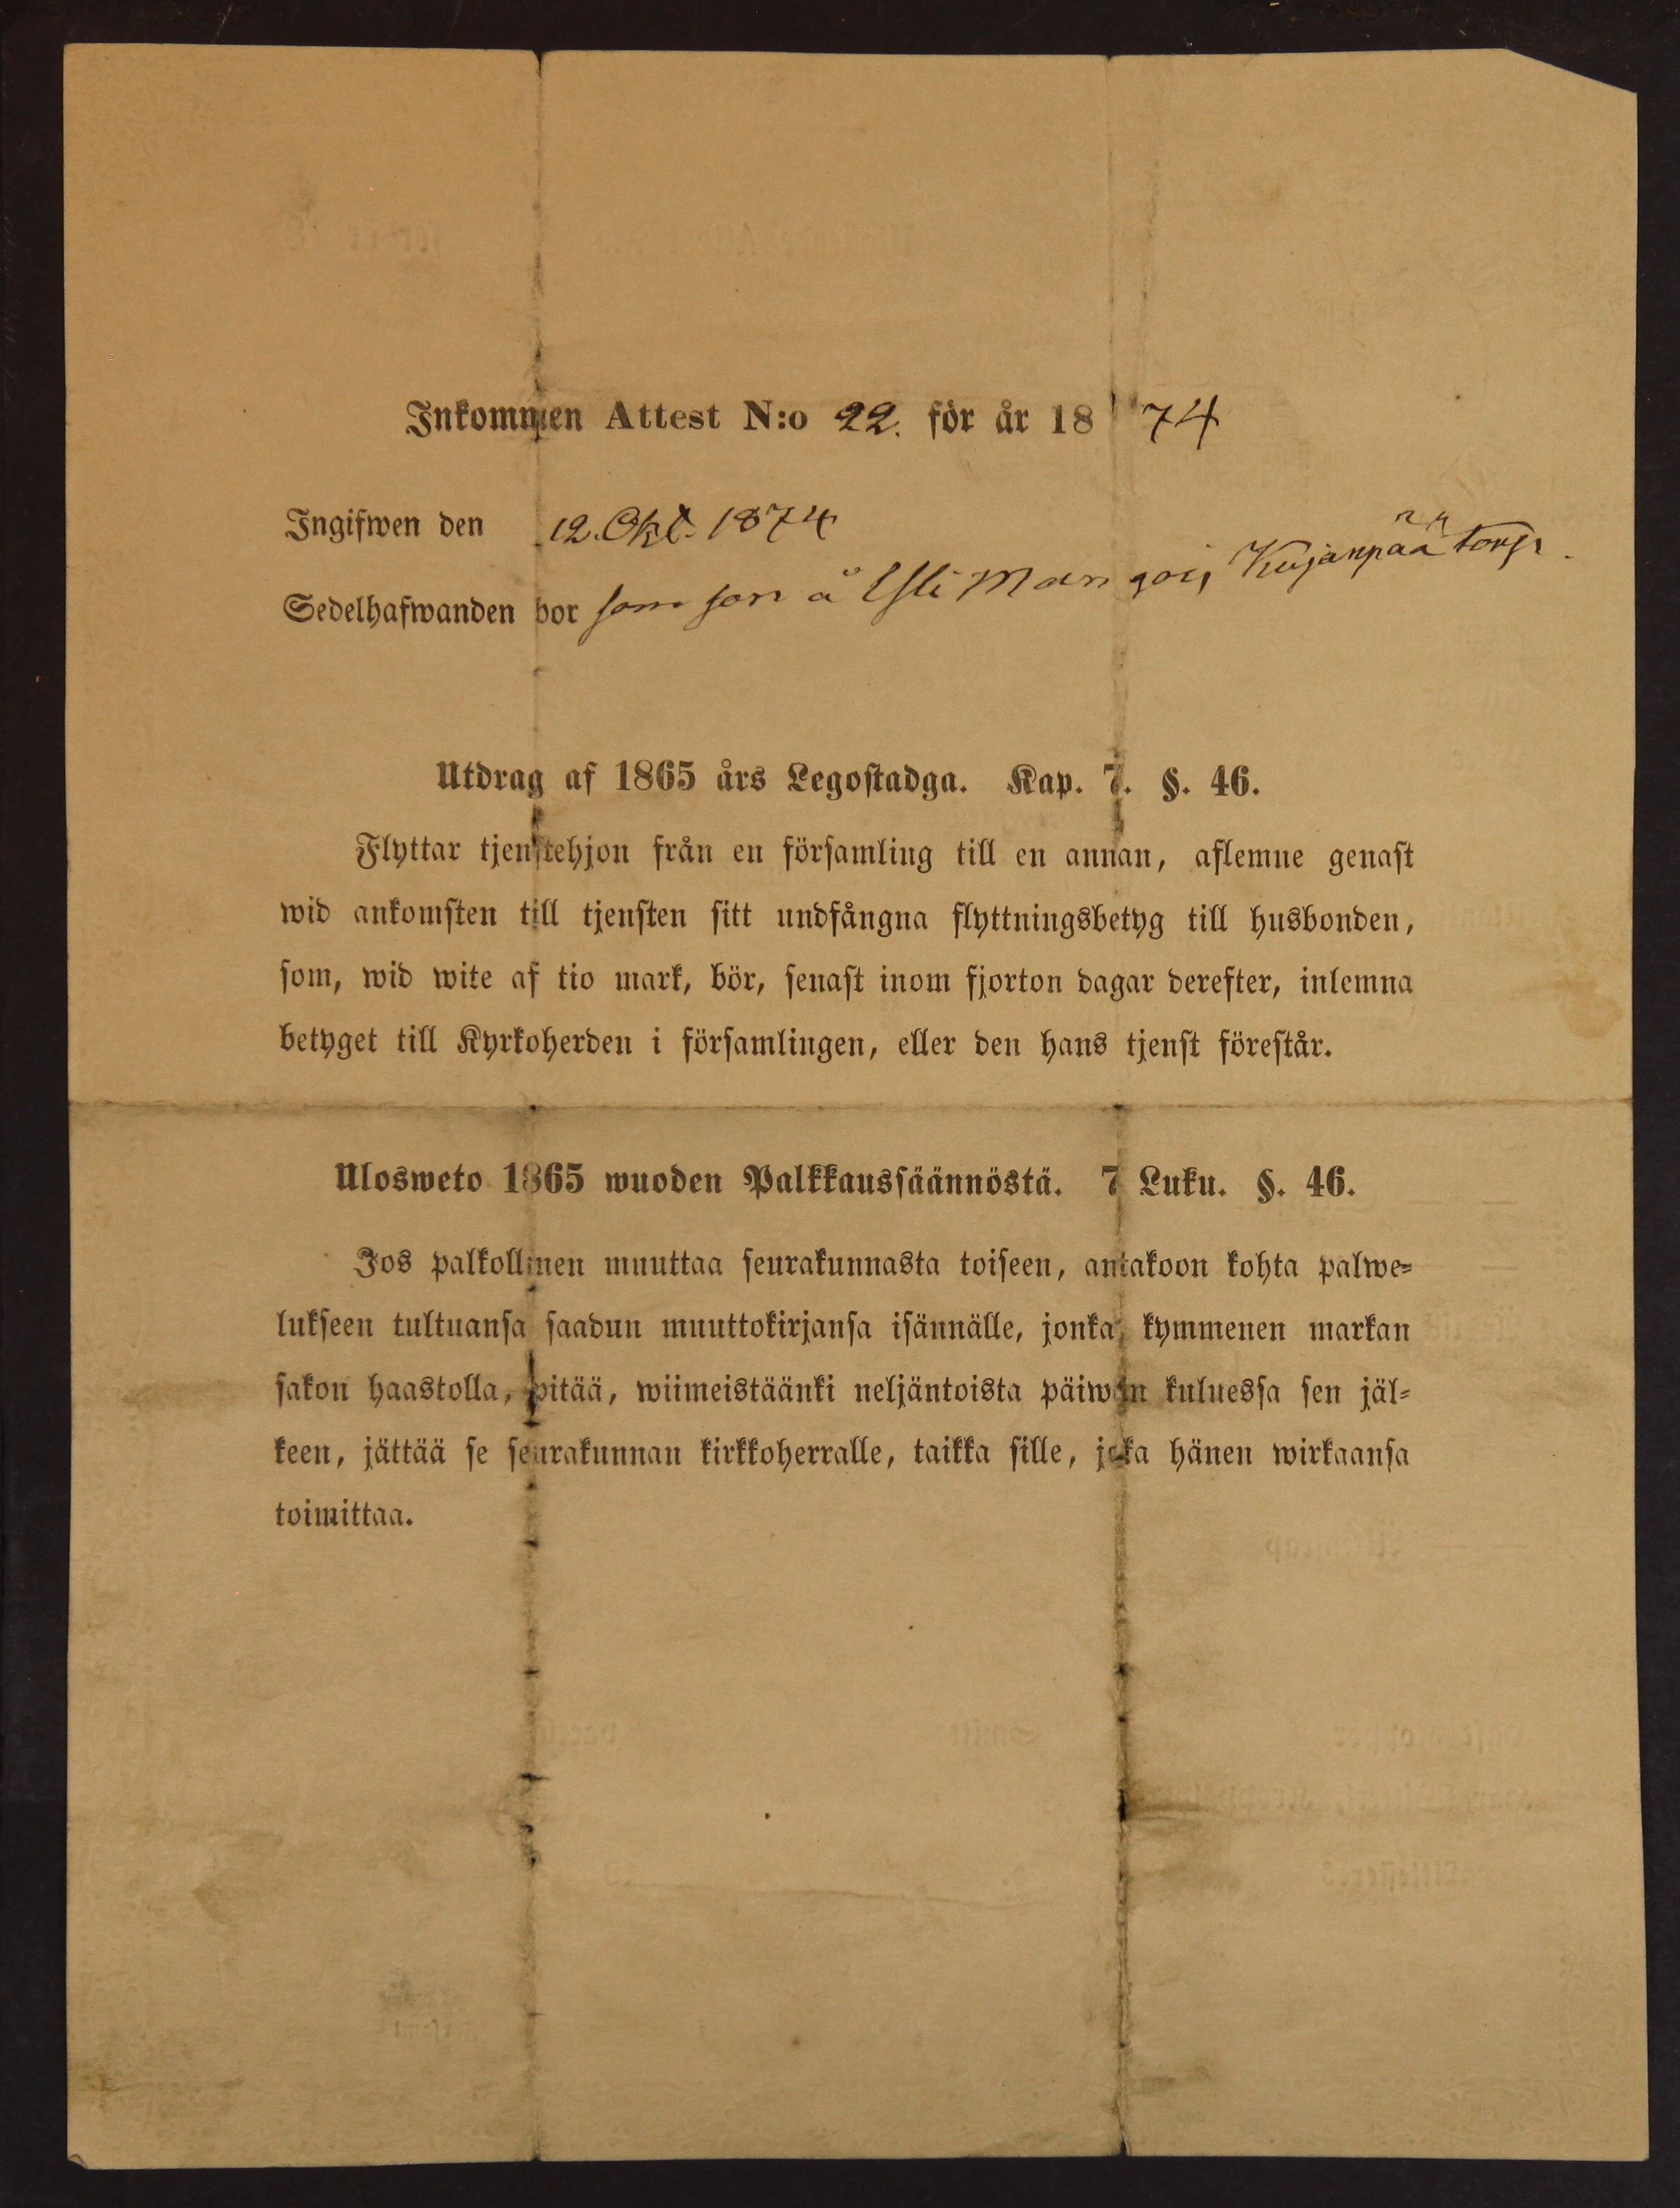 Inkommen Attest N:o 22. för år 1874
Ingifwen den 12. Okt. 1874
Sedelhafwanden bor som son å Kujanpää torp.
Utdrag af 1865 års Legostadga. Kap. 7. §. 46.
Flyttar tjenstehjon från en församling till en annan, aflemne genast
wid ankomsten till tjensten sitt undfångna flyttningsbetyg till husbonden,
som, wid wite af tio mark, bör, senast inom fjorton dagar derefter, inlemna
betyget till Kyrkoherden i församlingen, eller den hans tjenst förestår.
Ulosweto 1865 wuoden Palkkaussäännöstä. 7 Luku. §. 46.
Jos palkollinen muuttaa seurakunnasta toiseen, antakoon kohta palwe-
lukseen tultuansa saadun muuttokirjansa isännälle, jonka, kymmenen markan
sakon haastolla, pitää, wiimeistäänki neljäntoista päiwän kuluessa sen jäl-
keen, jättää se seurakunnan kirkkoherralle, taikka sille, joka hänen wirkaansa
toimittaa.